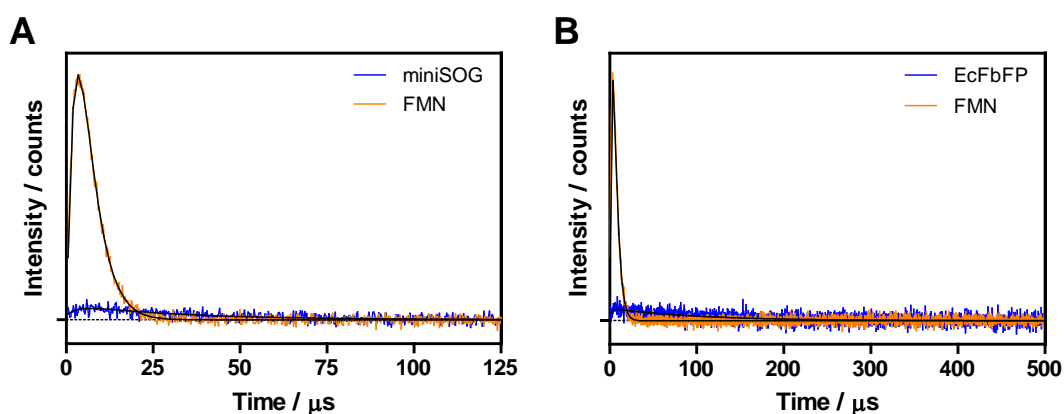 A
Intensity / counts
miniSOG
FMN
0 25 50 75 100 125
Time / μs
B
Intensity / counts
EcFbFP
FMN
0 100 200 300 400 500
Time / μs